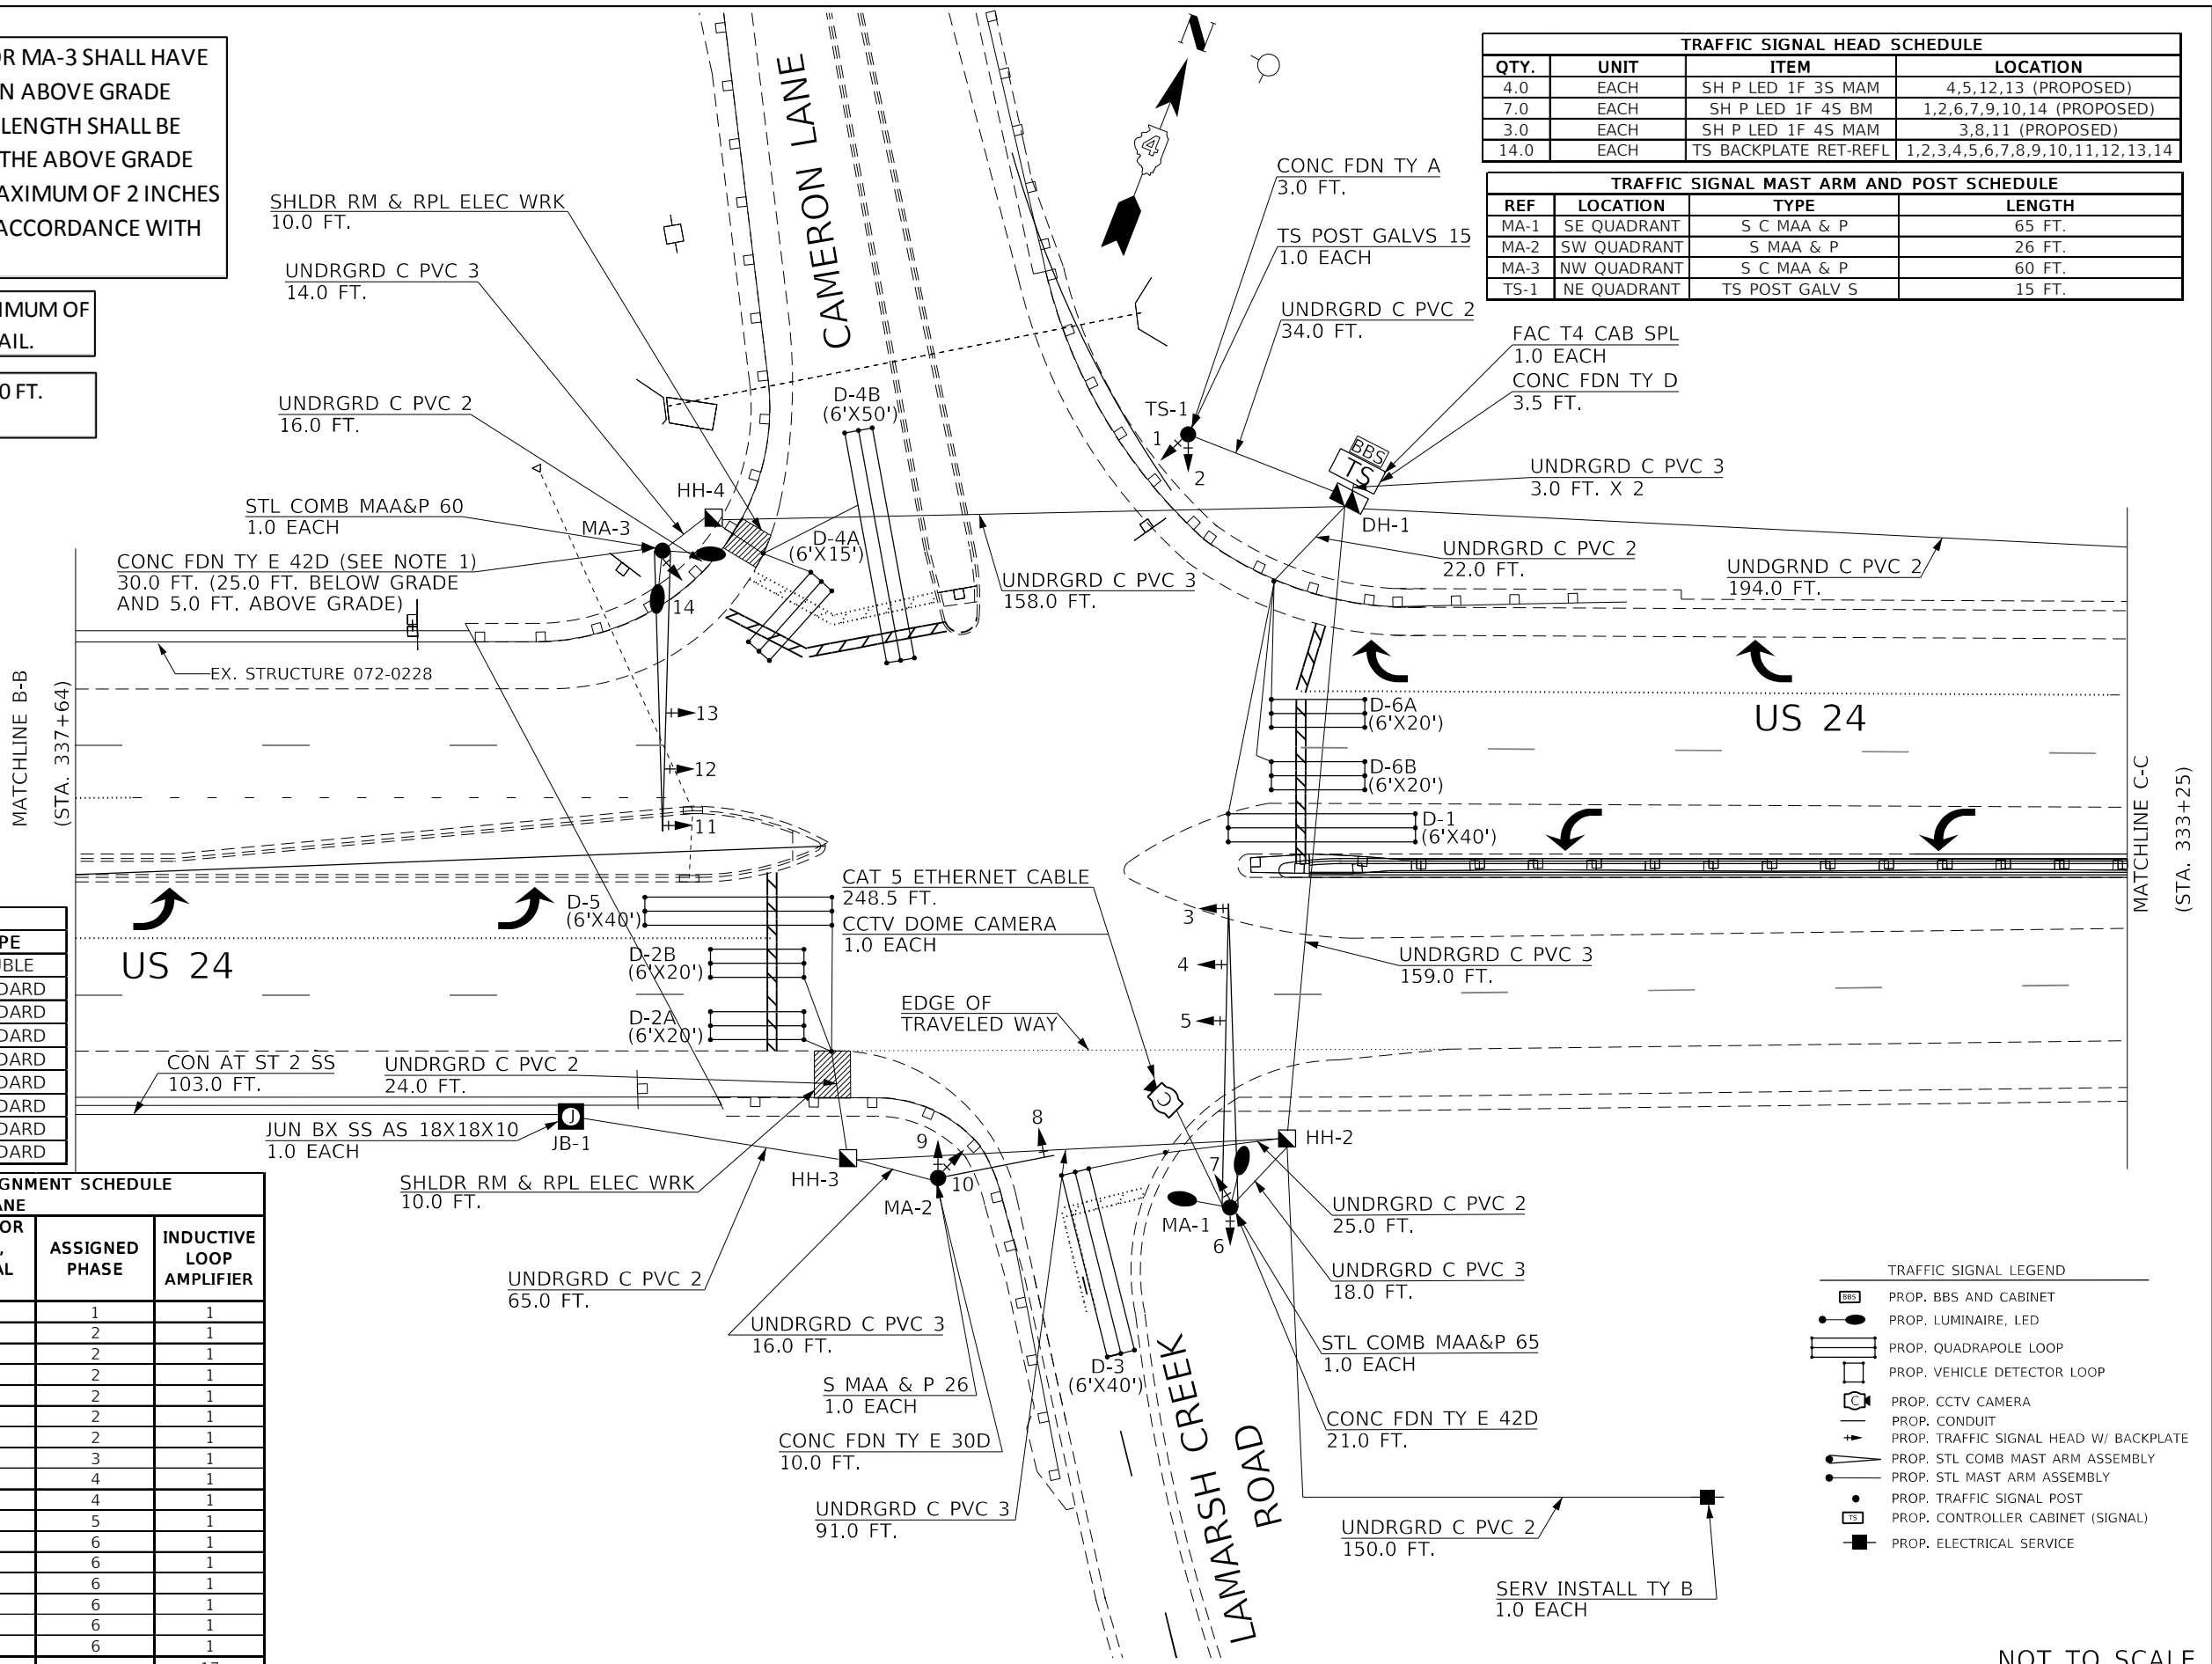 OR MA-3 SHALL HAVE
N ABOVE GRADE
LENGTH SHALL BE
THE ABOVE GRADE
AXIMUM OF 2 INCHES
ACCORDANCE WITH
IMUM OF
AIL.
0 FT.
TRAFFIC SIGNAL HEAD SCHEDULE
QTY. UNIT ITEM LOCATION
4.0 EACH SH P LED 1F 3S MAM 4,5,12,13 (PROPOSED)
7.0 EACH SH P LED 1F 4S BM 1,2,6,7,9,10,14 (PROPOSED)
3.0 EACH SH P LED 1F 4S MAM 3,8,11 (PROPOSED)
14.0 EACH TS BACKPLATE RET-REFL 1,2,3,4,5,6,7,8,9,10,11,12,13,14
TRAFFIC SIGNAL MAST ARM AND POST SCHEDULE
REF LOCATION TYPE LENGTH
MA-1 SE QUADRANT S C MAA & P 65 FT.
MA-2 SW QUADRANT S MAA & P 26 FT.
MA-3 NW QUADRANT S C MAA & P 60 FT.
TS-1 NE QUADRANT TS POST GALV S 15 FT.
N
4
CAMERON LANE
SHLDR RM & RPL ELEC WRK
10.0 FT.
UNDRGRD C PVC 3
14.0 FT.
UNDRGRD C PVC 2
16.0 FT.
STL COMB MAA&P 60
1.0 EACH
CONC FDN TY E 42D (SEE NOTE 1)
30.0 FT. (25.0 FT. BELOW GRADE
AND 5.0 FT. ABOVE GRADE)
EX. STRUCTURE 072-0228
CONC FDN TY A
3.0 FT.
TS POST GALVS 15
1.0 EACH
UNDRGRD C PVC 2
34.0 FT.
FAC T4 CAB SPL
1.0 EACH
CONC FDN TY D
3.5 FT.
UNDRGRD C PVC 3
3.0 FT. X 2
TS-1
1
2
BBS
TS
DH-1
HH-4
MA-3
14
D-4B
(6'X50')
D-4A
(6'X15')
UNDRGRD C PVC 3
158.0 FT.
UNDRGRD C PVC 2
22.0 FT.
UNDGRND C PVC 2
194.0 FT.
MATCHLINE B-B
(STA. 337+64)
13
12
11
D-6A
(6'X20')
D-6B
(6'X20')
D-1
(6'X40')
US 24
MATCHLINE C-C
(STA. 333+25)
US 24
D-5
(6'X40')
D-2B
(6'X20')
D-2A
(6'X20')
CAT 5 ETHERNET CABLE
248.5 FT.
CCTV DOME CAMERA
1.0 EACH
3
4
5
UNDRGRD C PVC 3
159.0 FT.
EDGE OF
TRAVELED WAY
PE
UBLE
DARD
DARD
DARD
DARD
DARD
DARD
DARD
DARD
CON AT ST 2 SS
103.0 FT.
UNDRGRD C PVC 2
24.0 FT.
JUN BX SS AS 18X18X10
1.0 EACH
J
JB-1
HH-3
9
10
MA-2
8
C
7
6
MA-1
HH-2
SHLDR RM & RPL ELEC WRK
10.0 FT.
UNDRGRD C PVC 2
65.0 FT.
UNDRGRD C PVC 3
16.0 FT.
S MAA & P 26
1.0 EACH
CONC FDN TY E 30D
10.0 FT.
UNDRGRD C PVC 3
91.0 FT.
D-3
(6'X40')
LAMARSH CREEK
ROAD
UNDRGRD C PVC 2
25.0 FT.
UNDRGRD C PVC 3
18.0 FT.
STL COMB MAA&P 65
1.0 EACH
CONC FDN TY E 42D
21.0 FT.
UNDRGRD C PVC 2
150.0 FT.
SERV INSTALL TY B
1.0 EACH
IGNMENT SCHEDULE
ANE
OR
,
AL
ASSIGNED
PHASE
INDUCTIVE
LOOP
AMPLIFIER
1 1
2 1
2 1
2 1
2 1
2 1
2 1
3 1
4 1
4 1
5 1
6 1
6 1
6 1
6 1
6 1
6 1
17
TRAFFIC SIGNAL LEGEND
BBS PROP. BBS AND CABINET
PROP. LUMINAIRE, LED
PROP. QUADRAPOLE LOOP
PROP. VEHICLE DETECTOR LOOP
C PROP. CCTV CAMERA
PROP. CONDUIT
PROP. TRAFFIC SIGNAL HEAD W/ BACKPLATE
PROP. STL COMB MAST ARM ASSEMBLY
PROP. STL MAST ARM ASSEMBLY
PROP. TRAFFIC SIGNAL POST
TS PROP. CONTROLLER CABINET (SIGNAL)
PROP. ELECTRICAL SERVICE
NOT TO SCALE